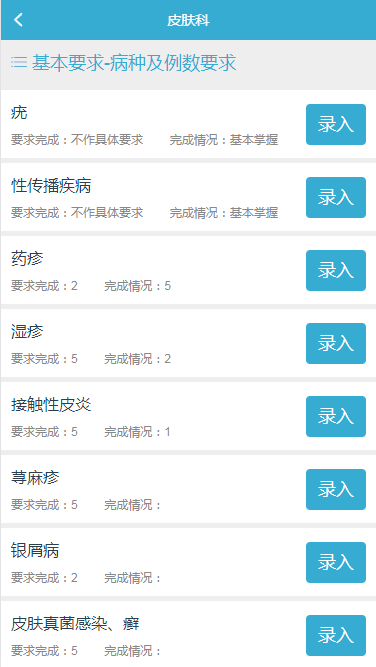 皮肤科
基本要求-病种及例数要求
疣
录入
要求完成：不作具体要求 完成情况：基本掌握
性传播疾病
录入
要求完成：不作具体要求 完成情况：基本掌握
药疹
录入
要求完成：2 完成情况：5
湿疹
录入
要求完成：5 完成情况：2
接触性皮炎
录入
要求完成：5 完成情况：1
荨麻疹
录入
要求完成：5 完成情况：
银屑病
录入
要求完成：2 完成情况：
皮肤真菌感染、癣
录入
要求完成：5 完成情况：